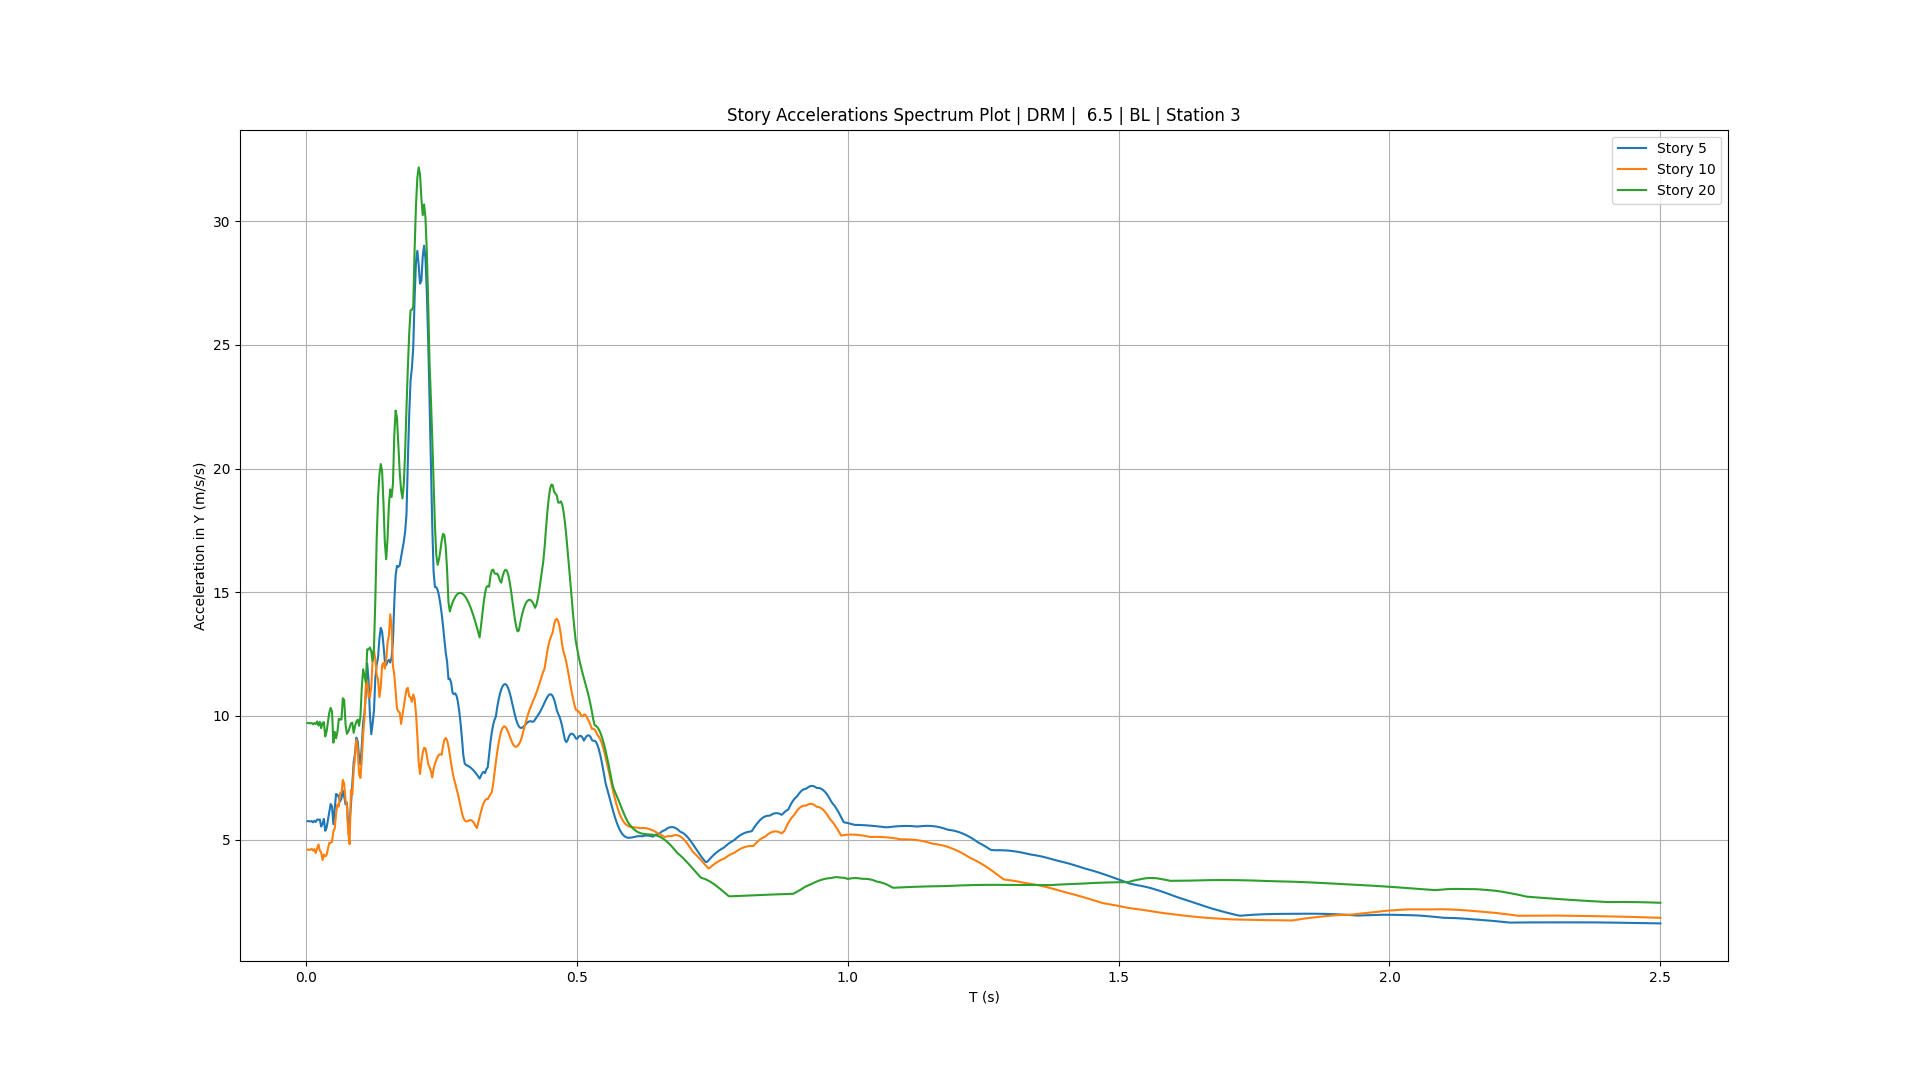 Story Accelerations Spectrum Plot | DRM |  6.5 | BL | Station 3
Story 5
Story 10
Story 20
Acceleration in Y (m/s/s)
30
25
20
15
10
5
0.0 0.5 1.0 1.5 2.0 2.5
T (s)